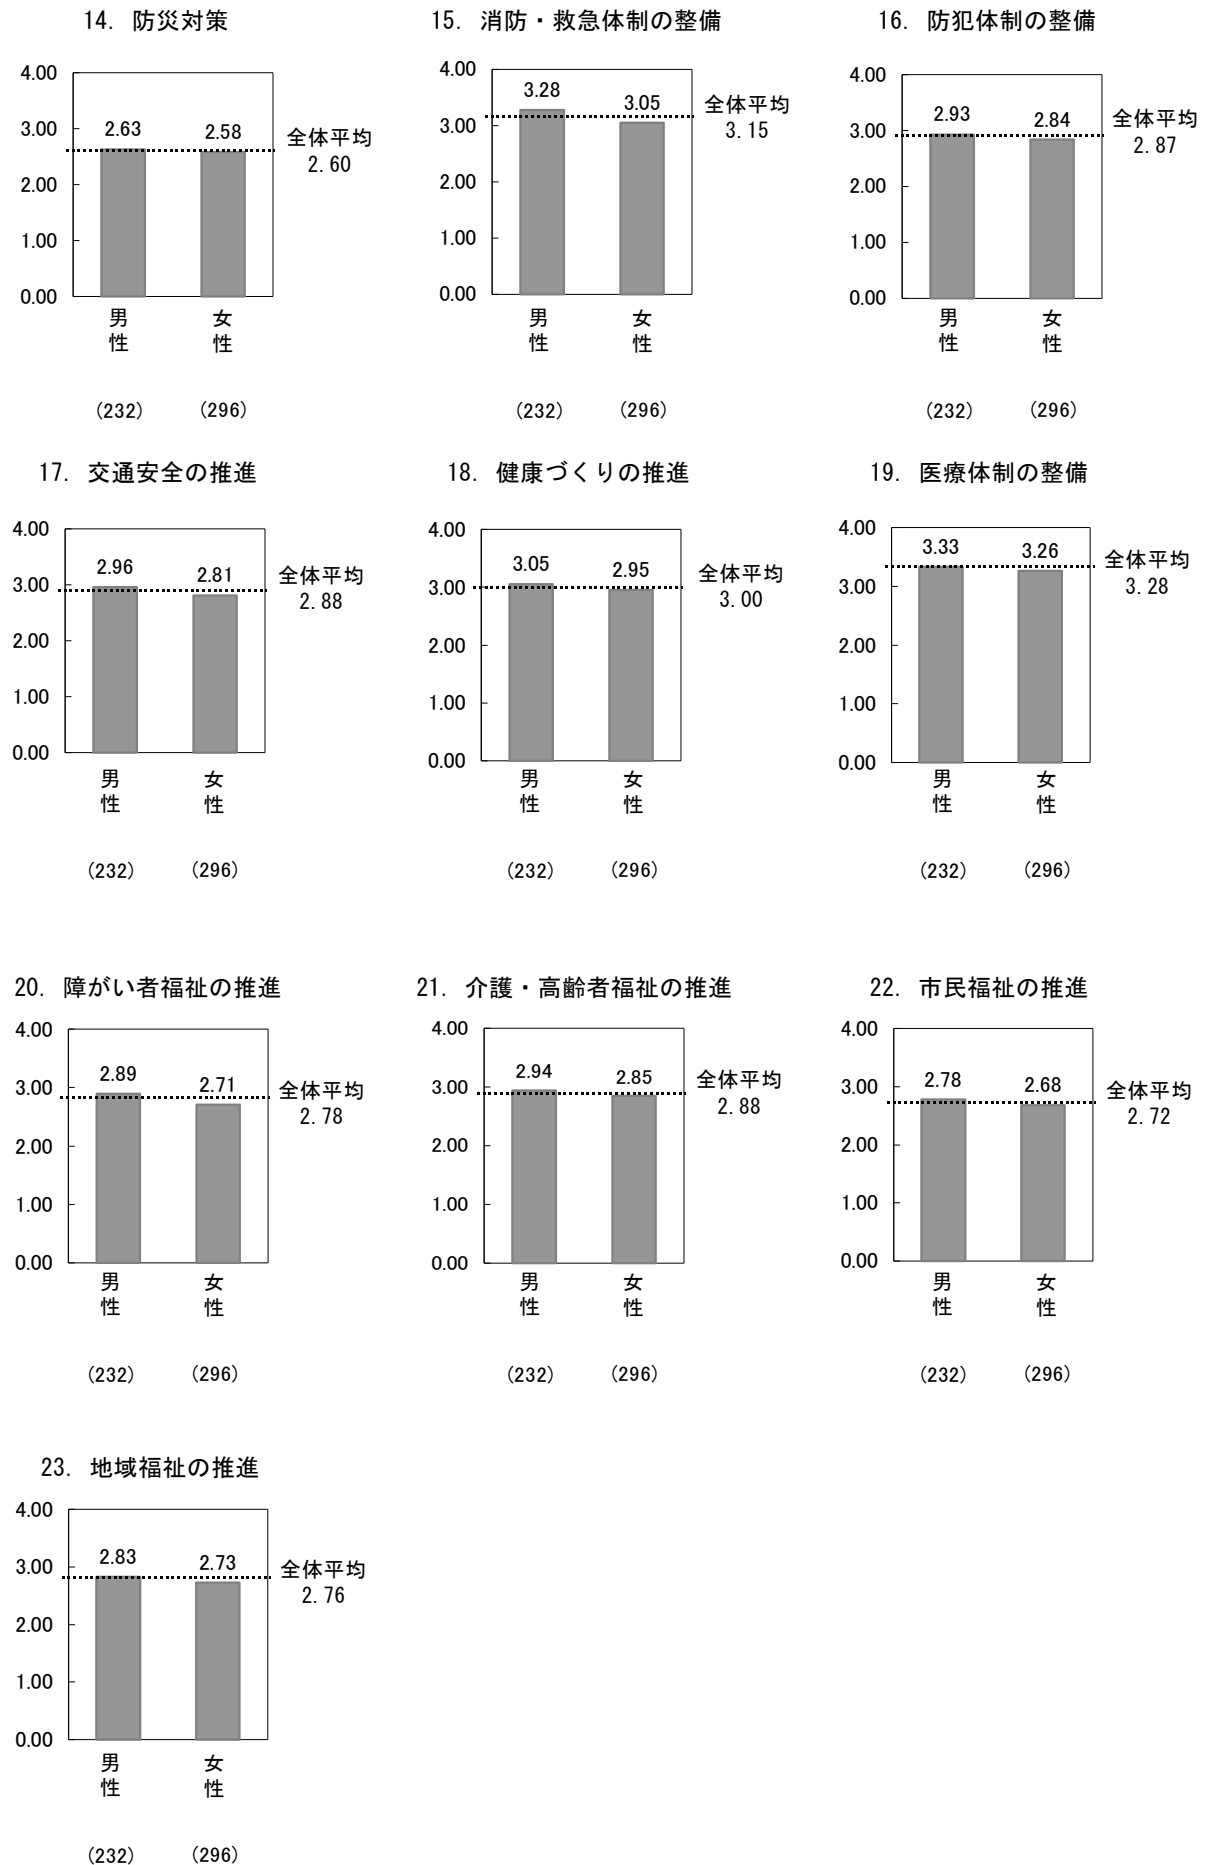 14. 防災対策
4.00
3.00
2.00
1.00
0.00
2.63
2.58
全体平均
2.60
男性
女性
(232)
(296)
15. 消防・救急体制の整備
4.00
3.00
2.00
1.00
0.00
3.28
3.05
全体平均
3.15
男性
女性
(232)
(296)
16. 防犯体制の整備
4.00
3.00
2.00
1.00
0.00
2.93
2.84
全体平均
2.87
男性
女性
(232)
(296)
17. 交通安全の推進
4.00
3.00
2.00
1.00
0.00
2.96
2.81
全体平均
2.88
男性
女性
(232)
(296)
18. 健康づくりの推進
4.00
3.00
2.00
1.00
0.00
3.05
2.95
全体平均
3.00
男性
女性
(232)
(296)
19. 医療体制の整備
4.00
3.00
2.00
1.00
0.00
3.33
3.26
全体平均
3.28
男性
女性
(232)
(296)
20. 障がい者福祉の推進
4.00
3.00
2.00
1.00
0.00
2.89
2.71
全体平均
2.78
男性
女性
(232)
(296)
21. 介護・高齢者福祉の推進
4.00
3.00
2.00
1.00
0.00
2.94
2.85
全体平均
2.88
男性
女性
(232)
(296)
22. 市民福祉の推進
4.00
3.00
2.00
1.00
0.00
2.78
2.68
全体平均
2.72
男性
女性
(232)
(296)
23. 地域福祉の推進
4.00
3.00
2.00
1.00
0.00
2.83
2.73
全体平均
2.76
男性
女性
(232)
(296)